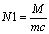 N1 = M/mc